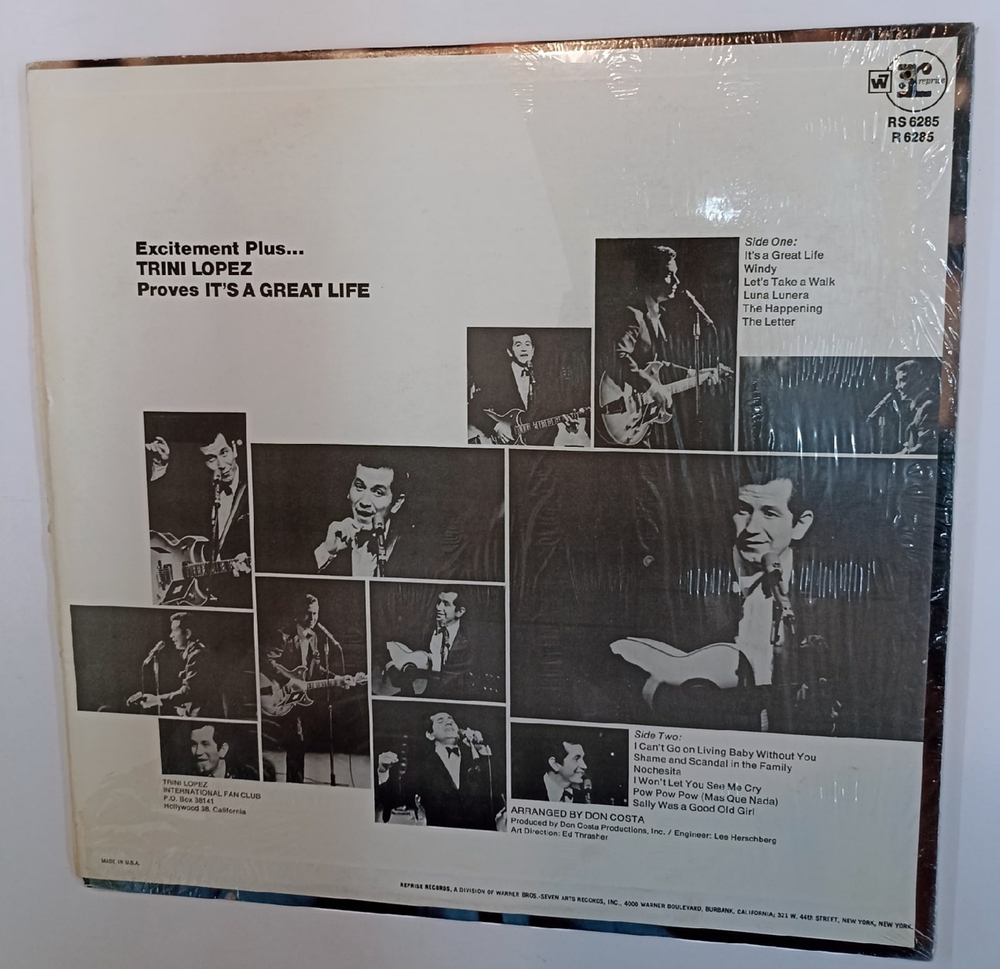 W7
reprise
RS 6285
R 6285
Excitement Plus...
TRINI LOPEZ
Proves IT'S A GREAT LIFE
Side One:
It's a Great Life
Windy
Let's Take a Walk
Luna Lunera
The Happening
The Letter
Side Two:
I Can't Go on Living Baby Without You
Shame and Scandal in the Family
Nochesita
I Won't Let You See Me Cry
Pow Pow Pow (Mas Que Nada)
Sally Was a Good Old Girl
TRINI LOPEZ
INTERNATIONAL FAN CLUB
P.O. Box 38141
Hollywood 38, California
ARRANGED BY DON COSTA
Produced by Don Costa Productions, Inc. / Engineer: Lee Herschberg
Art Direction: Ed Thrasher
MADE IN U.S.A.
REPRISE RECORDS, A DIVISION OF WARNER BROS.-SEVEN ARTS RECORDS, INC., 4000 WARNER BOULEVARD, BURBANK, CALIFORNIA; 321 W. 44th STREET, NEW YORK, NEW YORK.